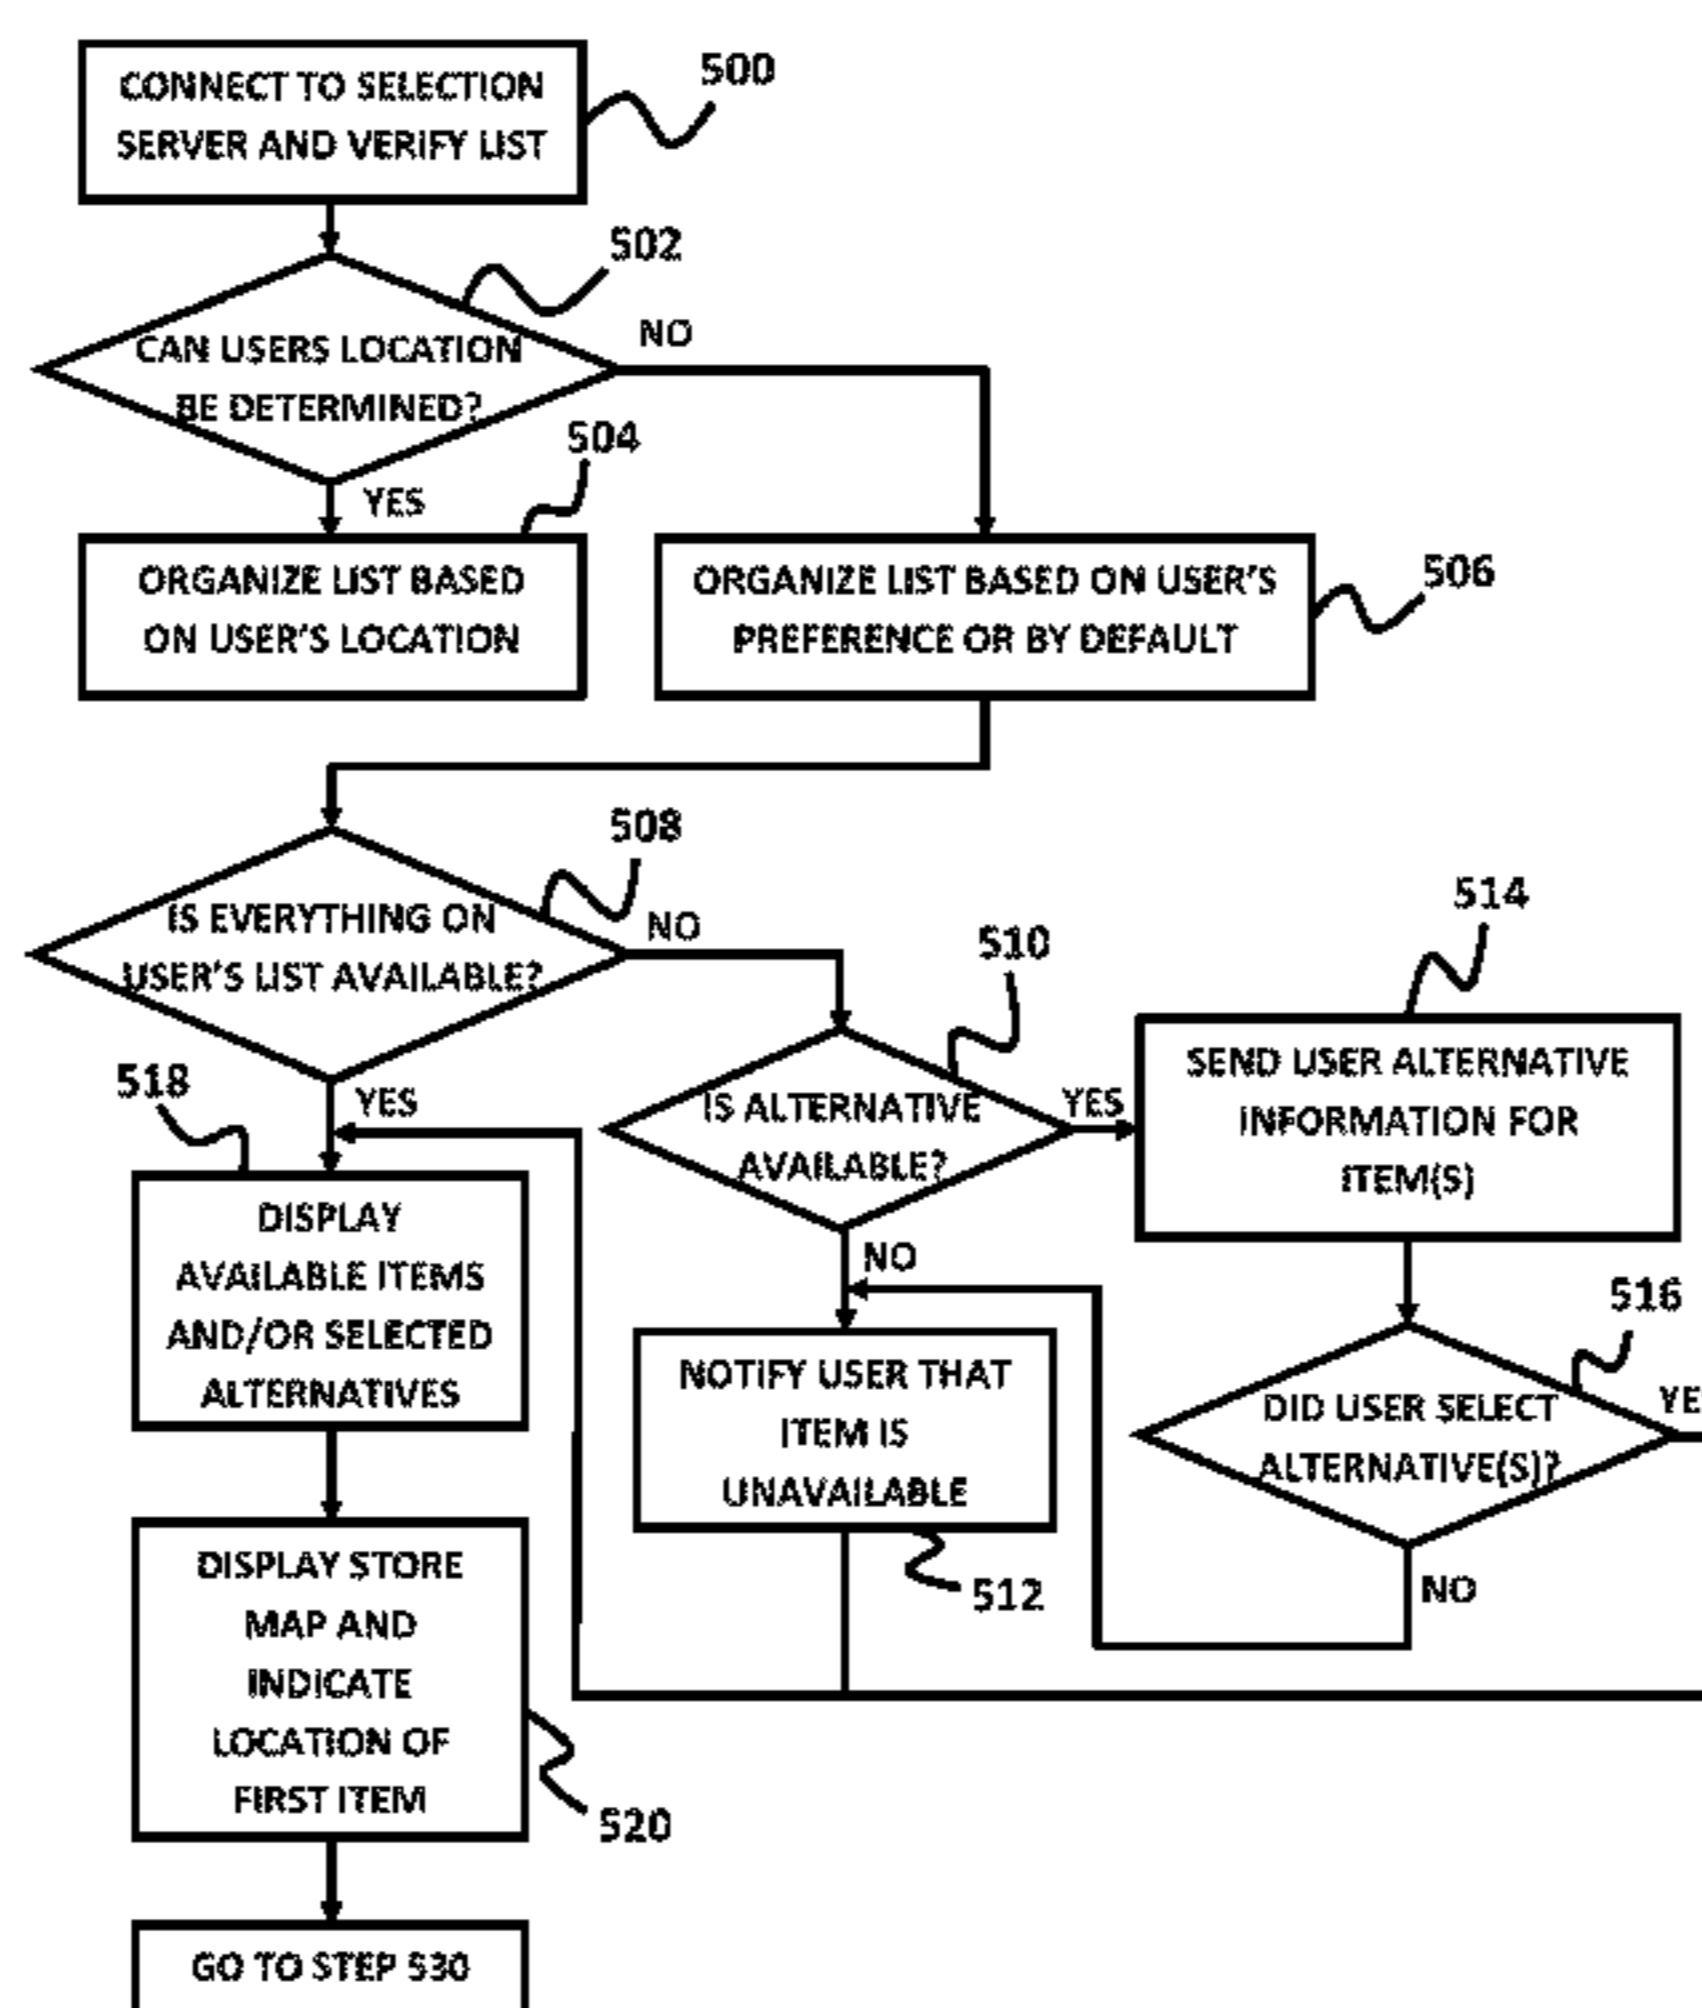 CONNECT TO SELECTION
SERVER AND VERIFY LIST
500
502
CAN USERS LOCATION
BE DETERMINED?
NO
YES
504
ORGANIZE LIST BASED
ON USER'S LOCATION
ORGANIZE LIST BASED ON USER'S
PREFERENCE OR BY DEFAULT
506
508
IS EVERYTHING ON
USER'S LIST AVAILABLE?
NO
YES
510
IS ALTERNATIVE
AVAILABLE?
YES
NO
514
SEND USER ALTERNATIVE
INFORMATION FOR
ITEM(S)
516
DID USER SELECT
ALTERNATIVE(S)?
YE
NO
NOTIFY USER THAT
ITEM IS
UNAVAILABLE
512
518
DISPLAY
AVAILABLE ITEMS
AND/OR SELECTED
ALTERNATIVES
DISPLAY STORE
MAP AND
INDICATE
LOCATION OF
FIRST ITEM
520
GO TO STEP 530